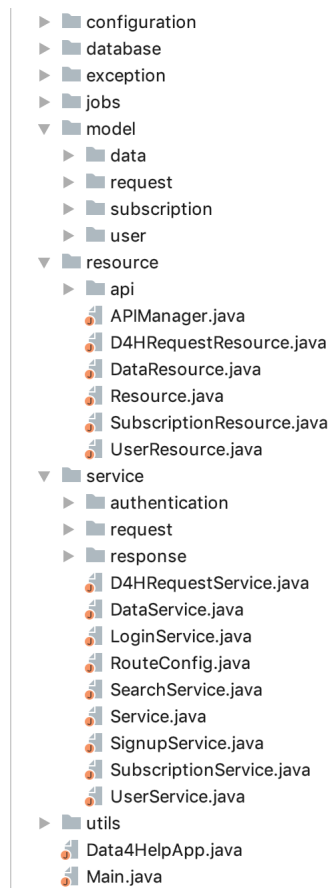 configuration
database
exception
jobs
model
data
request
subscription
user
resource
api
APIManager.java
D4HRequestResource.java
DataResource.java
Resource.java
SubscriptionResource.java
UserResource.java
service
authentication
request
response
D4HRequestService.java
DataService.java
LoginService.java
RouteConfig.java
SearchService.java
Service.java
SignupService.java
SubscriptionService.java
UserService.java
utils
Data4HelpApp.java
Main.java